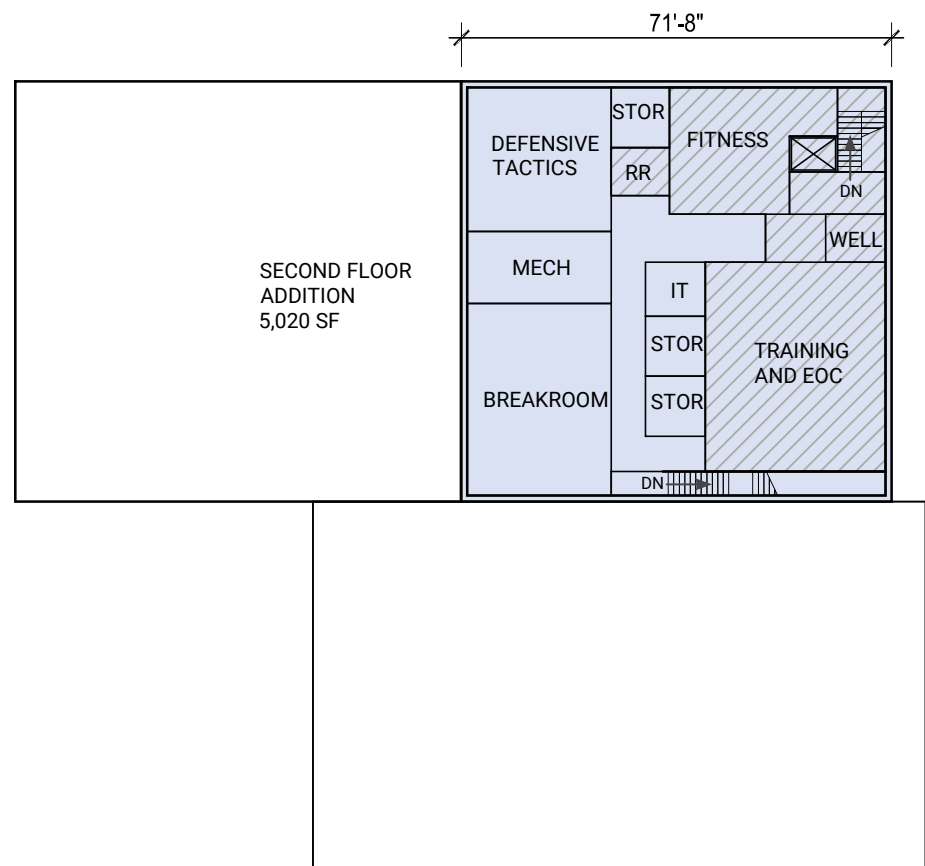 71'-8"
STOR
DEFENSIVE
TACTICS
FITNESS
RR
DN
WELL
MECH
SECOND FLOOR
ADDITION
5,020 SF
IT
STOR
TRAINING
AND EOC
BREAKROOM
STOR
DN